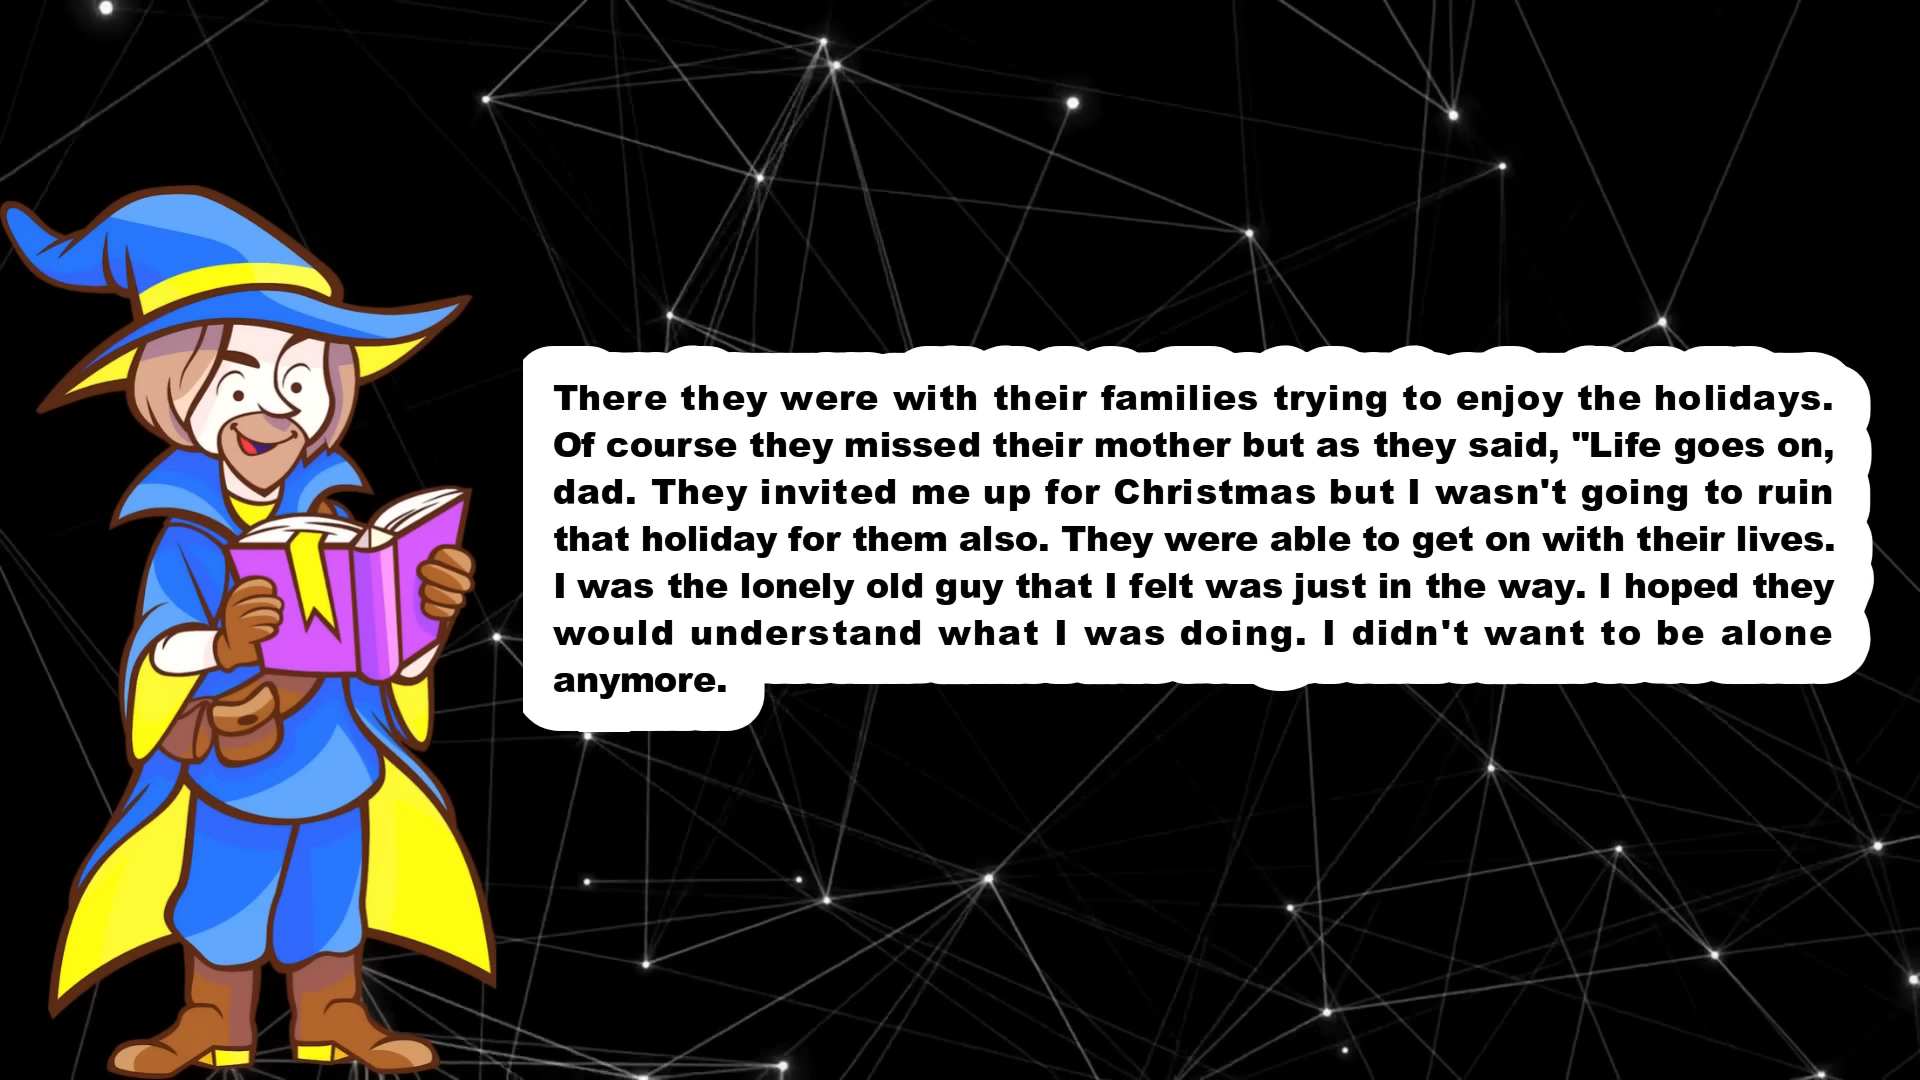 There they were with their families trying to enjoy the holidays.
Of course they missed their mother but as they said, "Life goes on,
dad. They invited me up for Christmas but I wasn't going to ruin
that holiday for them also. They were able to get on with their lives.
I was the lonely old guy that I felt was just in the way. I hoped they
would understand what I was doing. I didn't want to be alone
anymore.